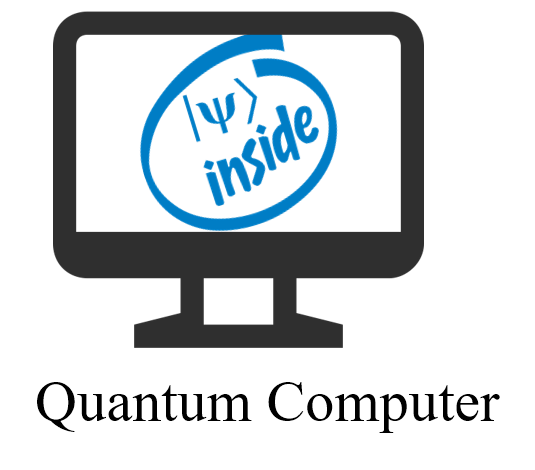 |ψ⟩
inside
Quantum Computer